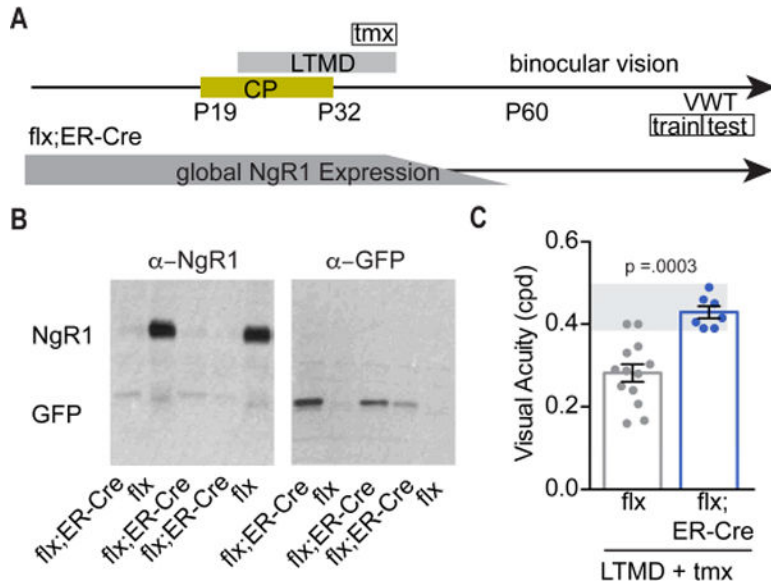 A
tmx
LTMD
binocular vision
CP
P19
P32
P60
VWT
train test
flx;ER-Cre
global NgR1 Expression
B
α–NgR1
α–GFP
NgR1
GFP
flx;ER-Cre
flx
flx;ER-Cre
flx;ER-Cre
flx
flx;ER-Cre
flx
flx;ER-Cre
flx;ER-Cre
flx
C
p =.0003
Visual Acuity (cpd)
0.6
0.4
0.2
0.0
flx
flx;
ER-Cre
LTMD + tmx